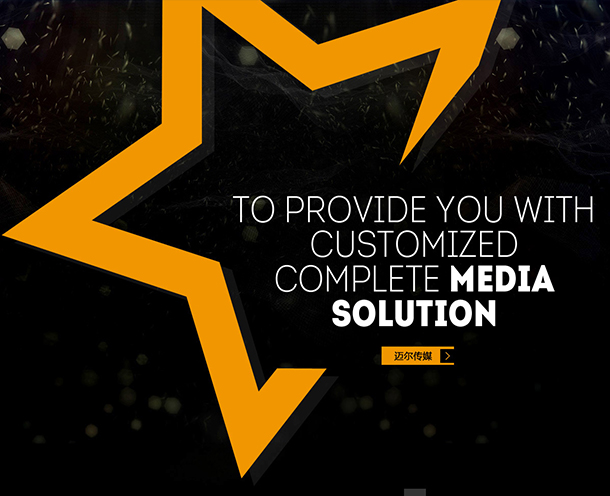 TO PROVIDE YOU WITH
CUSTOMIZED
COMPLETE MEDIA
SOLUTION
迈尔传媒